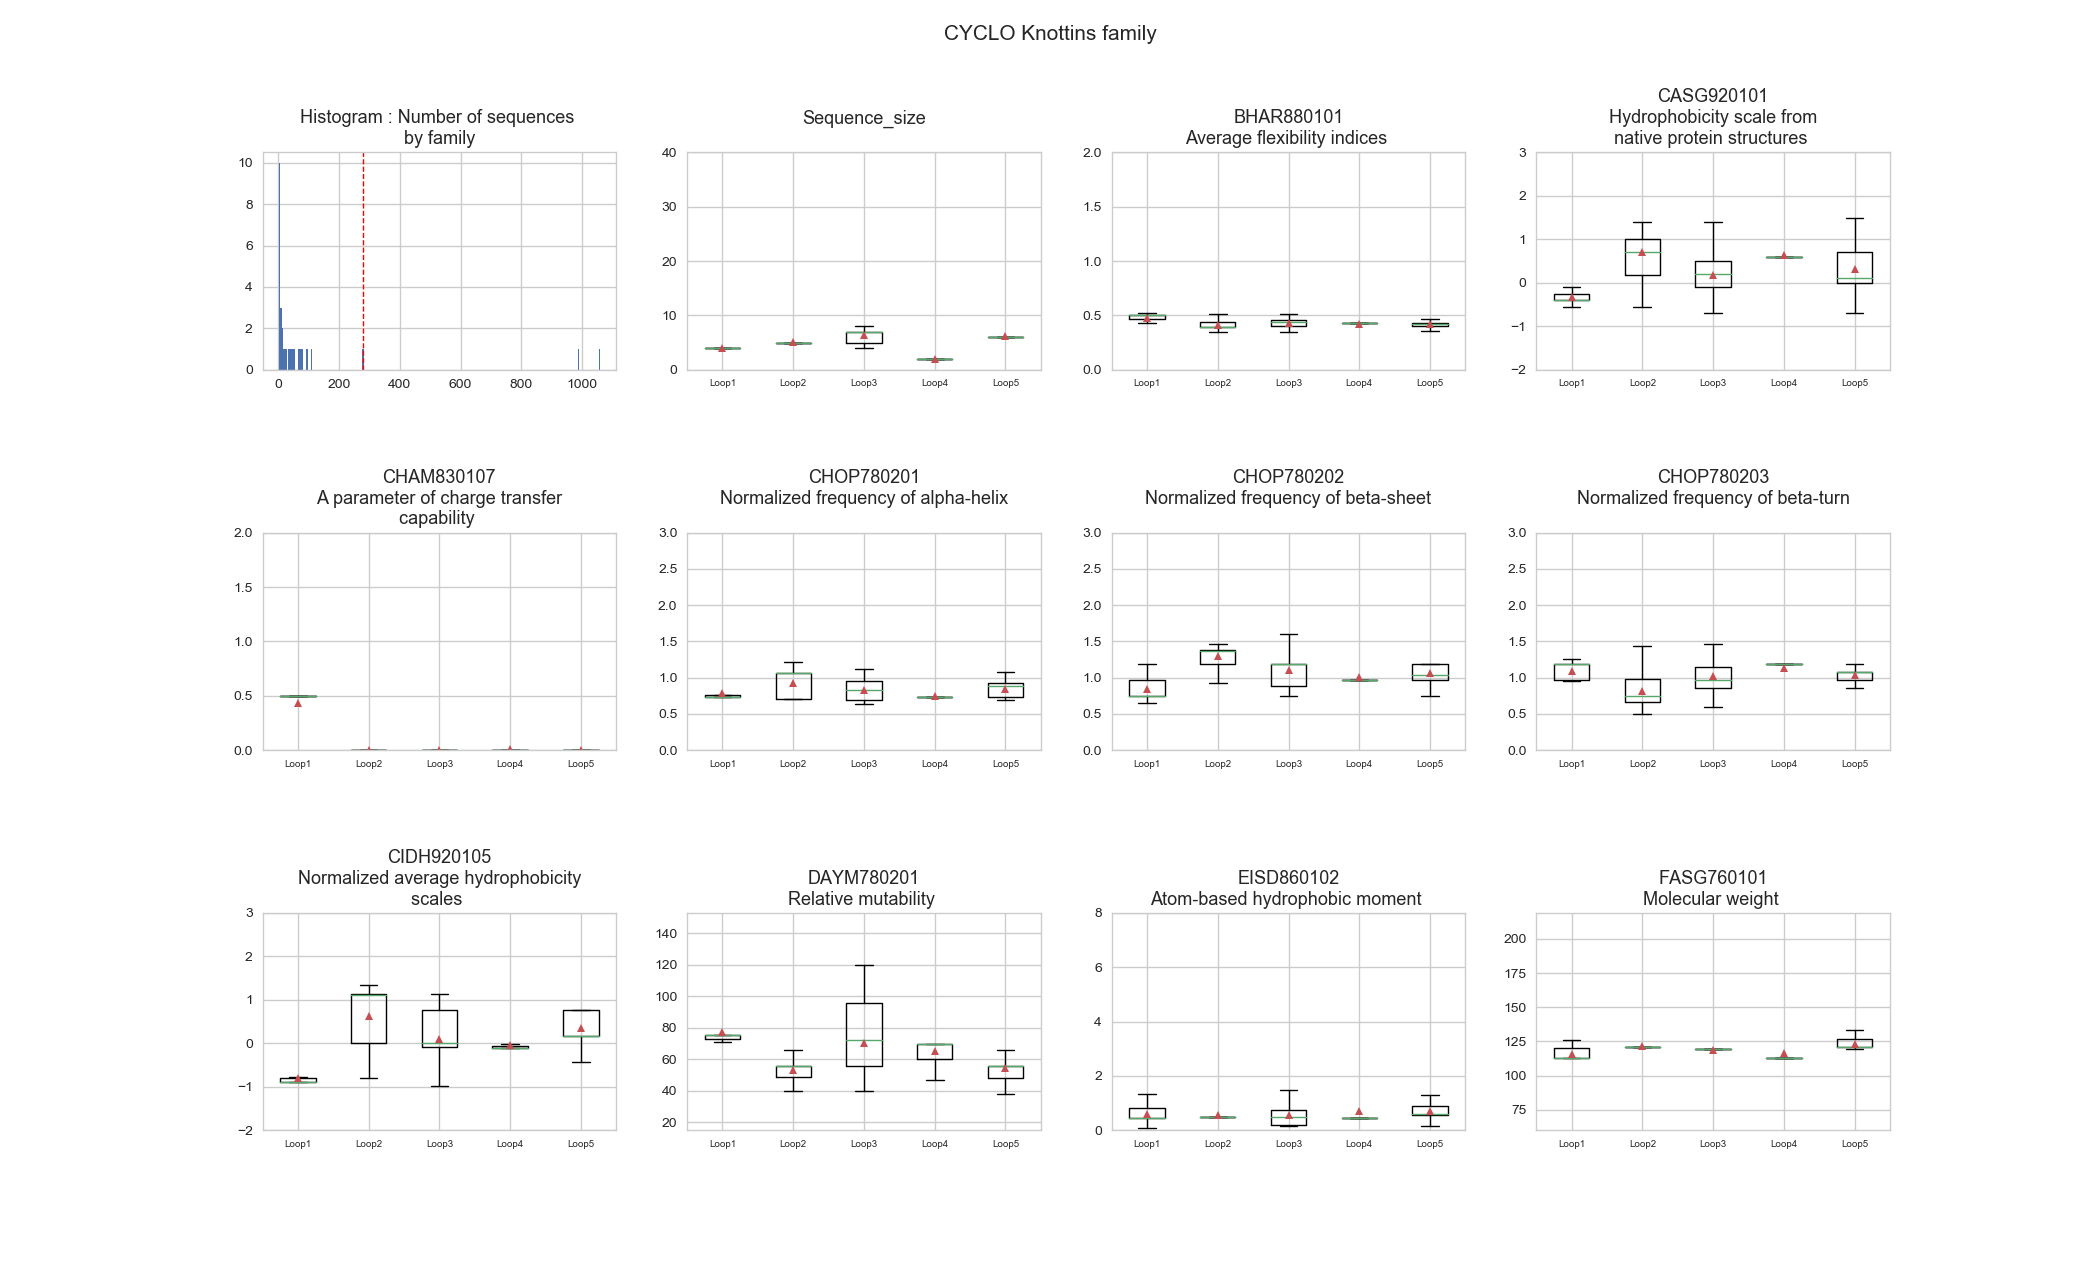 CYCLO Knottins family
Histogram : Number of sequences
by family
10
8
6
4
2
0
0 200 400 600 800 1000
Sequence_size
40
30
20
10
0
Loop1 Loop2 Loop3 Loop4 Loop5
BHAR880101
Average flexibility indices
2.0
1.5
1.0
0.5
0.0
Loop1 Loop2 Loop3 Loop4 Loop5
CASG920101
Hydrophobicity scale from
native protein structures
3
2
1
0
−1
−2
Loop1 Loop2 Loop3 Loop4 Loop5
CHAM830107
A parameter of charge transfer
capability
2.0
1.5
1.0
0.5
0.0
Loop1 Loop2 Loop3 Loop4 Loop5
CHOP780201
Normalized frequency of alpha-helix
3.0
2.5
2.0
1.5
1.0
0.5
0.0
Loop1 Loop2 Loop3 Loop4 Loop5
CHOP780202
Normalized frequency of beta-sheet
3.0
2.5
2.0
1.5
1.0
0.5
0.0
Loop1 Loop2 Loop3 Loop4 Loop5
CHOP780203
Normalized frequency of beta-turn
3.0
2.5
2.0
1.5
1.0
0.5
0.0
Loop1 Loop2 Loop3 Loop4 Loop5
CIDH920105
Normalized average hydrophobicity
scales
3
2
1
0
−1
−2
Loop1 Loop2 Loop3 Loop4 Loop5
DAYM780201
Relative mutability
140
120
100
80
60
40
20
Loop1 Loop2 Loop3 Loop4 Loop5
EISD860102
Atom-based hydrophobic moment
8
6
4
2
0
Loop1 Loop2 Loop3 Loop4 Loop5
FASG760101
Molecular weight
200
175
150
125
100
75
Loop1 Loop2 Loop3 Loop4 Loop5